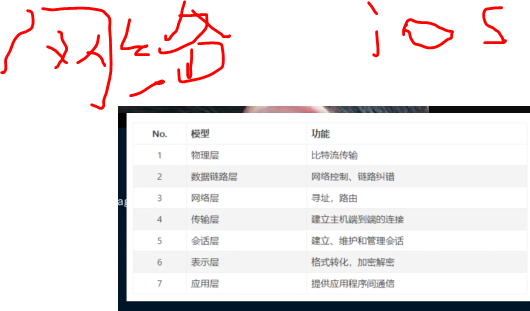 网络 ios
No. 模型 功能
1 物理层 比特流传输
2 数据链路层 网络控制、链路纠错
3 网络层 寻址，路由
4 传输层 建立主机端到端的连接
5 会话层 建立、维护和管理会话
6 表示层 格式转化，加密解密
7 应用层 提供应用程序间通信